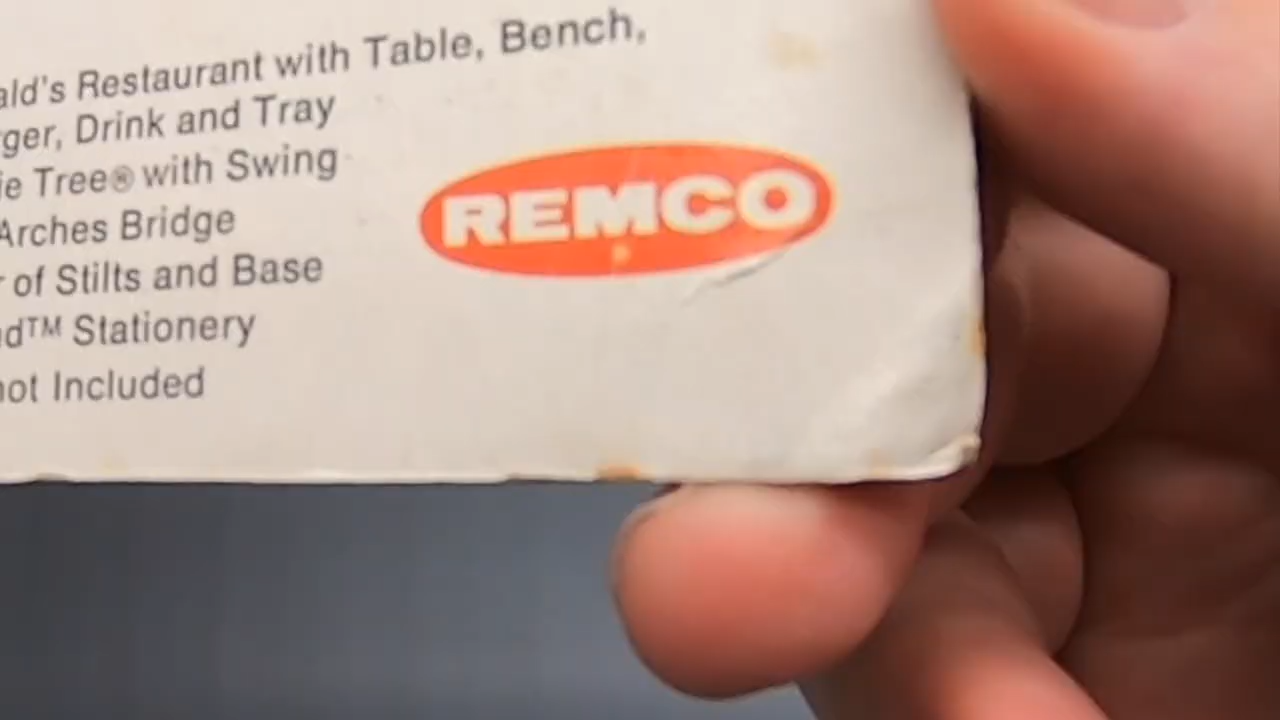 ald's Restaurant with Table, Bench,
ger, Drink and Tray
ie Tree® with Swing
Arches Bridge
r of Stilts and Base
d™ Stationery
not Included
REMCO